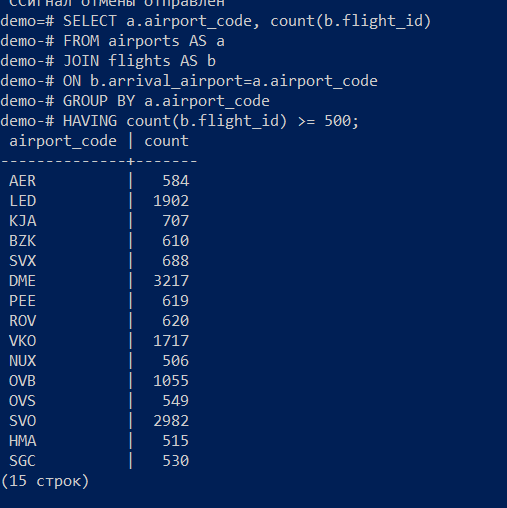 ССигнал отмены отправлен
demo=# SELECT a.airport_code, count(b.flight_id)
demo-# FROM airports AS a
demo-# JOIN flights AS b
demo-# ON b.arrival_airport=a.airport_code
demo-# GROUP BY a.airport_code
demo-# HAVING count(b.flight_id) >= 500;
 airport_code | count
--------------+-------
 AER          |   584
 LED          |  1902
 KJA          |   707
 BZK          |   610
 SVX          |   688
 DME          |  3217
 PEE          |   619
 ROV          |   620
 VKO          |  1717
 NUX          |   506
 OVB          |  1055
 OVS          |   549
 SVO          |  2982
 HMA          |   515
 SGC          |   530
(15 строк)